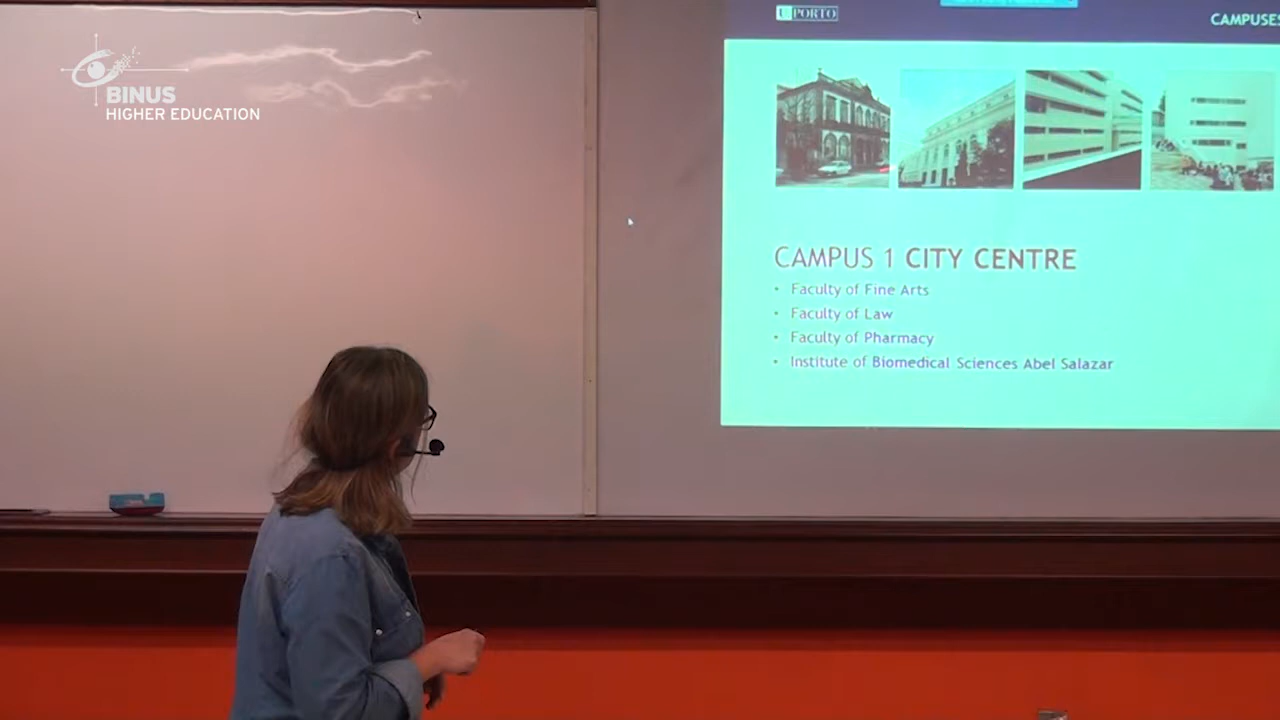 BINUS
HIGHER EDUCATION
U.PORTO
CAMPUSES
CAMPUS 1 CITY CENTRE
• Faculty of Fine Arts
• Faculty of Law
• Faculty of Pharmacy
• Institute of Biomedical Sciences Abel Salazar